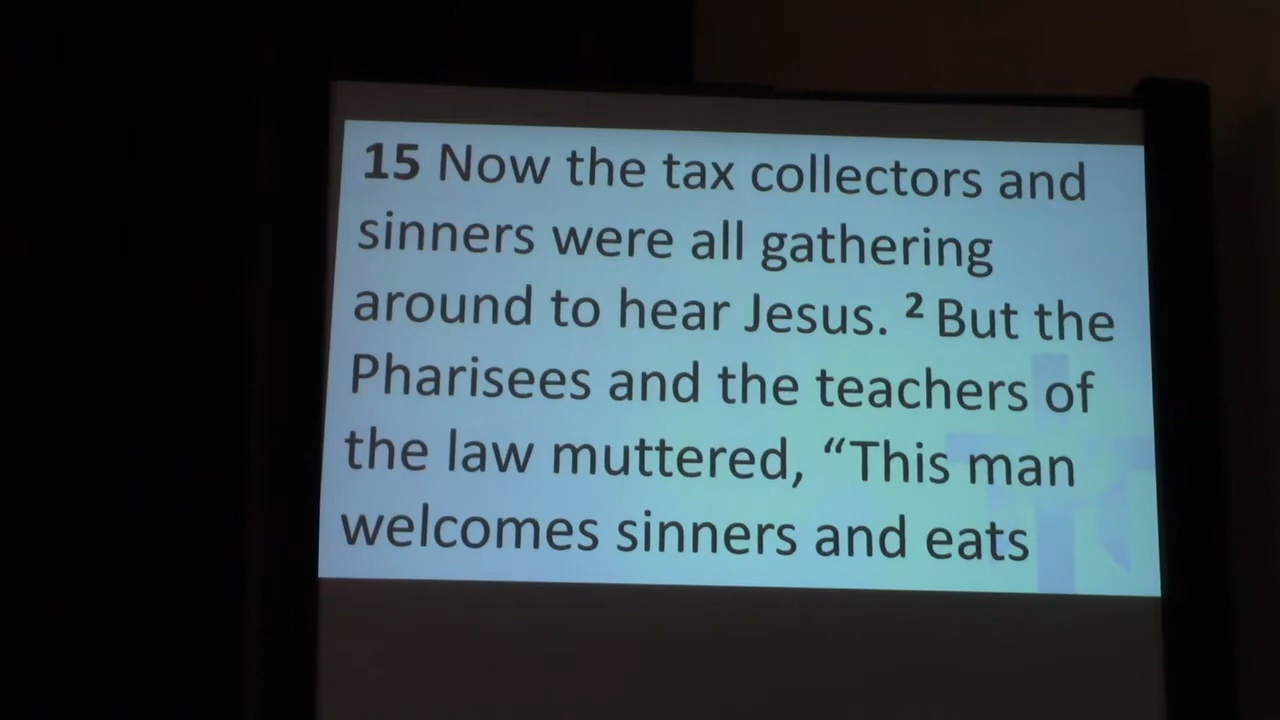 15 Now the tax collectors and
sinners were all gathering
around to hear Jesus. ² But the
Pharisees and the teachers of
the law muttered, “This man
welcomes sinners and eats